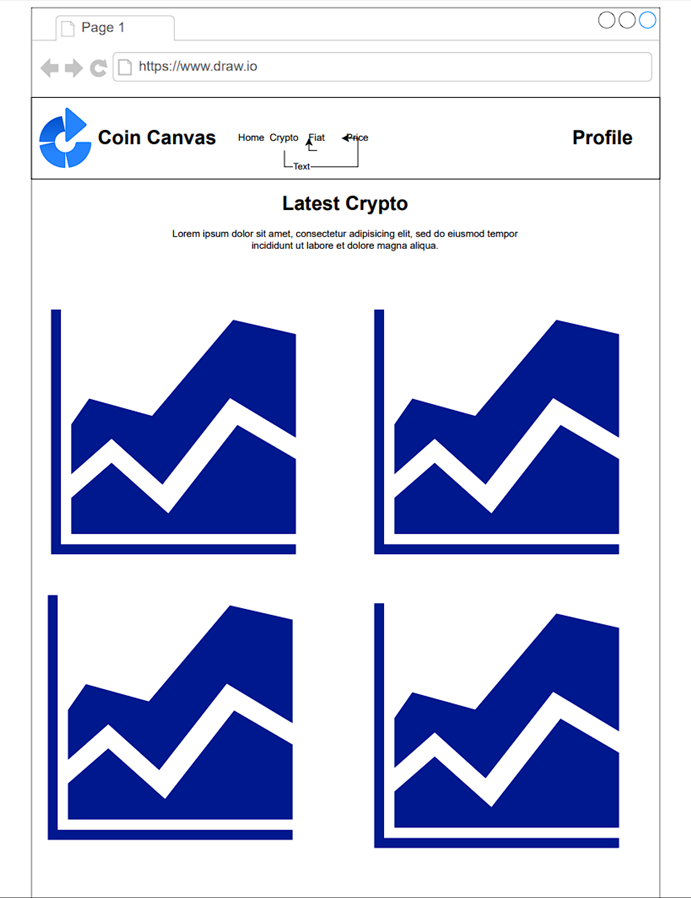 Page 1
https://www.draw.io
Coin Canvas Home Crypto Fiat Price Profile
Text
Latest Crypto
Lorem ipsum dolor sit amet, consectetur adipisicing elit, sed do eiusmod tempor
incididunt ut labore et dolore magna aliqua.